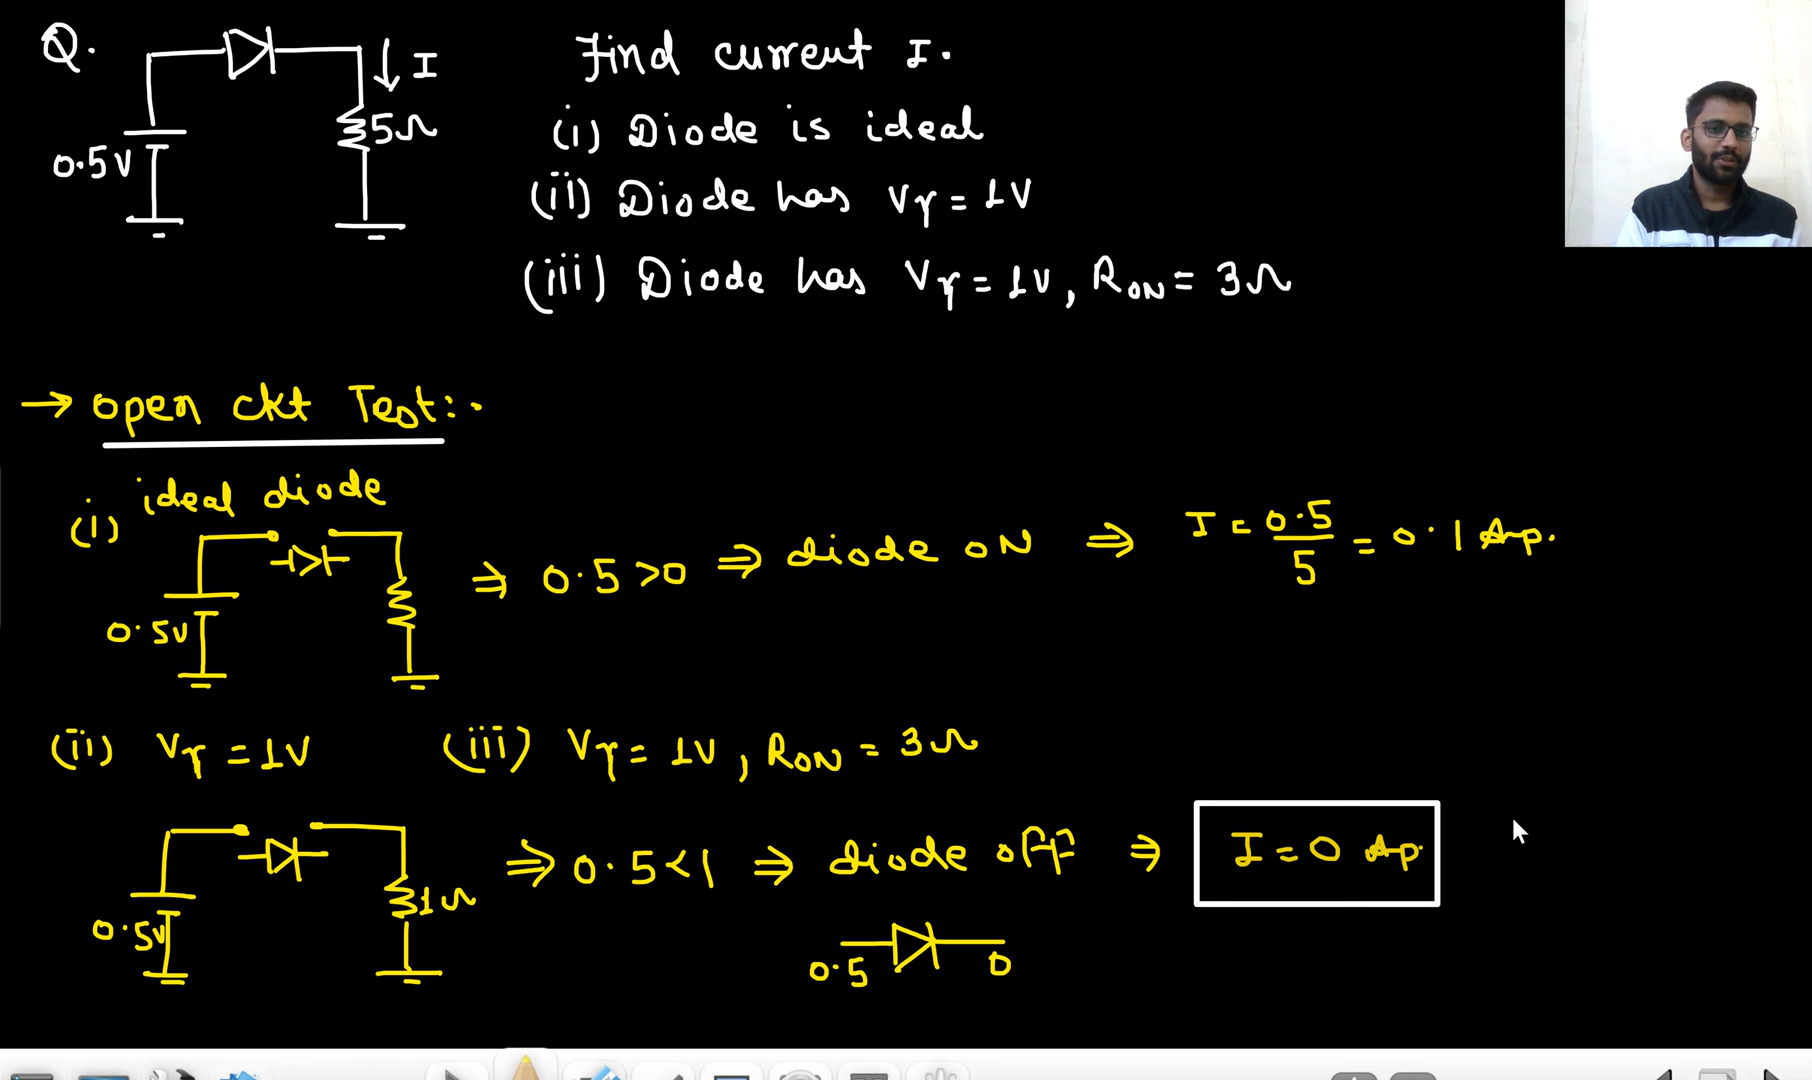 Q.
I
5Ω
0.5V
Find current I.
(i) Diode is ideal
(ii) Diode has Vγ = 1V
(iii) Diode has Vγ = 1V, RON = 3Ω
→ open ckt Test:-
(i) ideal diode
0.5V
⇒ 0.5 > 0 ⇒ diode ON ⇒ I = 0.5/5 = 0.1 Ap.
(ii) Vγ = 1V
(iii) Vγ = 1V, RON = 3Ω
0.5V
1Ω
⇒ 0.5 < 1 ⇒ diode off ⇒ I = 0 Ap.
0.5
0